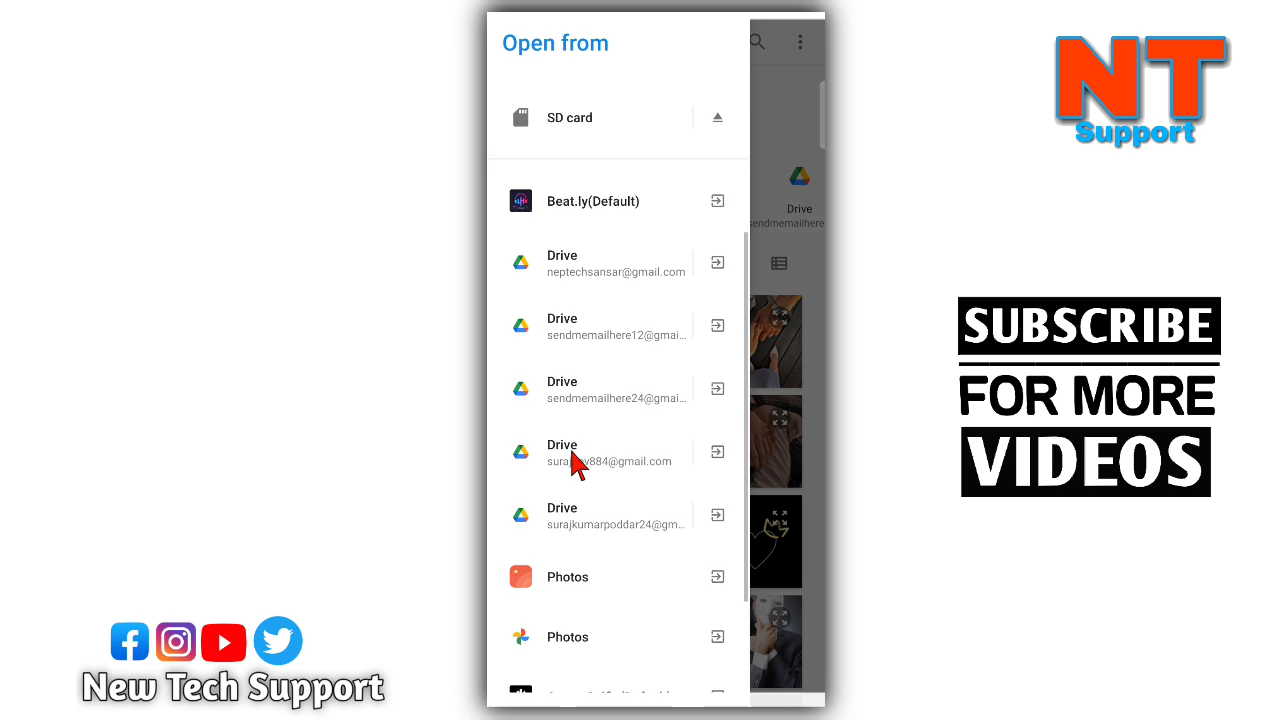 Open from
SD card
Beat.ly(Default)
Drive
neptechsansar@gmail.com
Drive
sendmemailhere12@gmai...
Drive
sendmemailhere24@gmai...
Drive
884@gmail.com
Drive
surajkumarpoddar24@gm...
Photos
Photos
Drive
sendmemailhere
NT
Support
SUBSCRIBE
FOR MORE
VIDEOS
New Tech Support